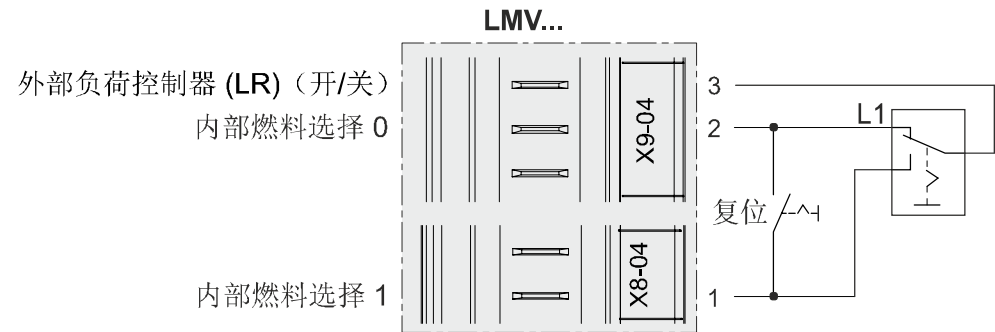 LMV...
外部负荷控制器 (LR)（开/关）
3
内部燃料选择 0
2
L1
X9-04
复位
X8-04
内部燃料选择 1
1